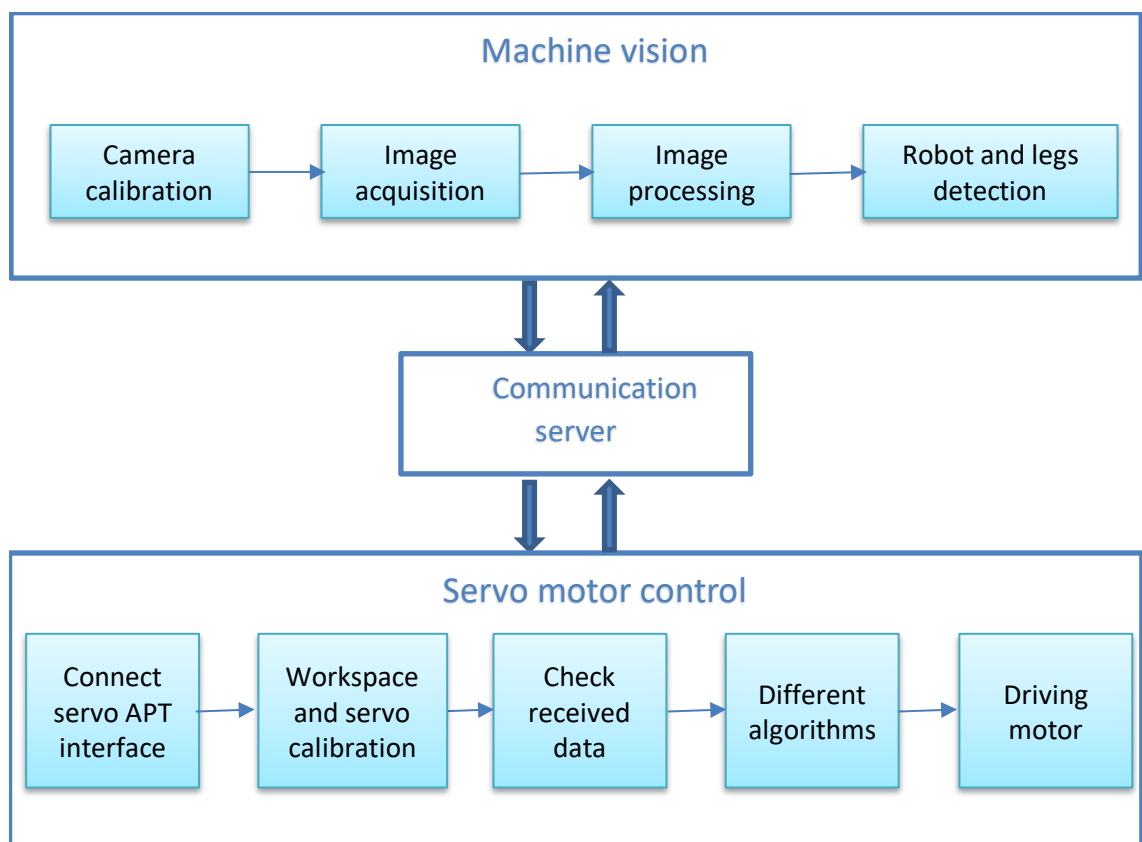 Machine vision
Camera
calibration
Image
acquisition
Image
processing
Robot and legs
detection
Communication
server
Servo motor control
Connect
servo APT
interface
Workspace
and servo
calibration
Check
received
data
Different
algorithms
Driving
motor